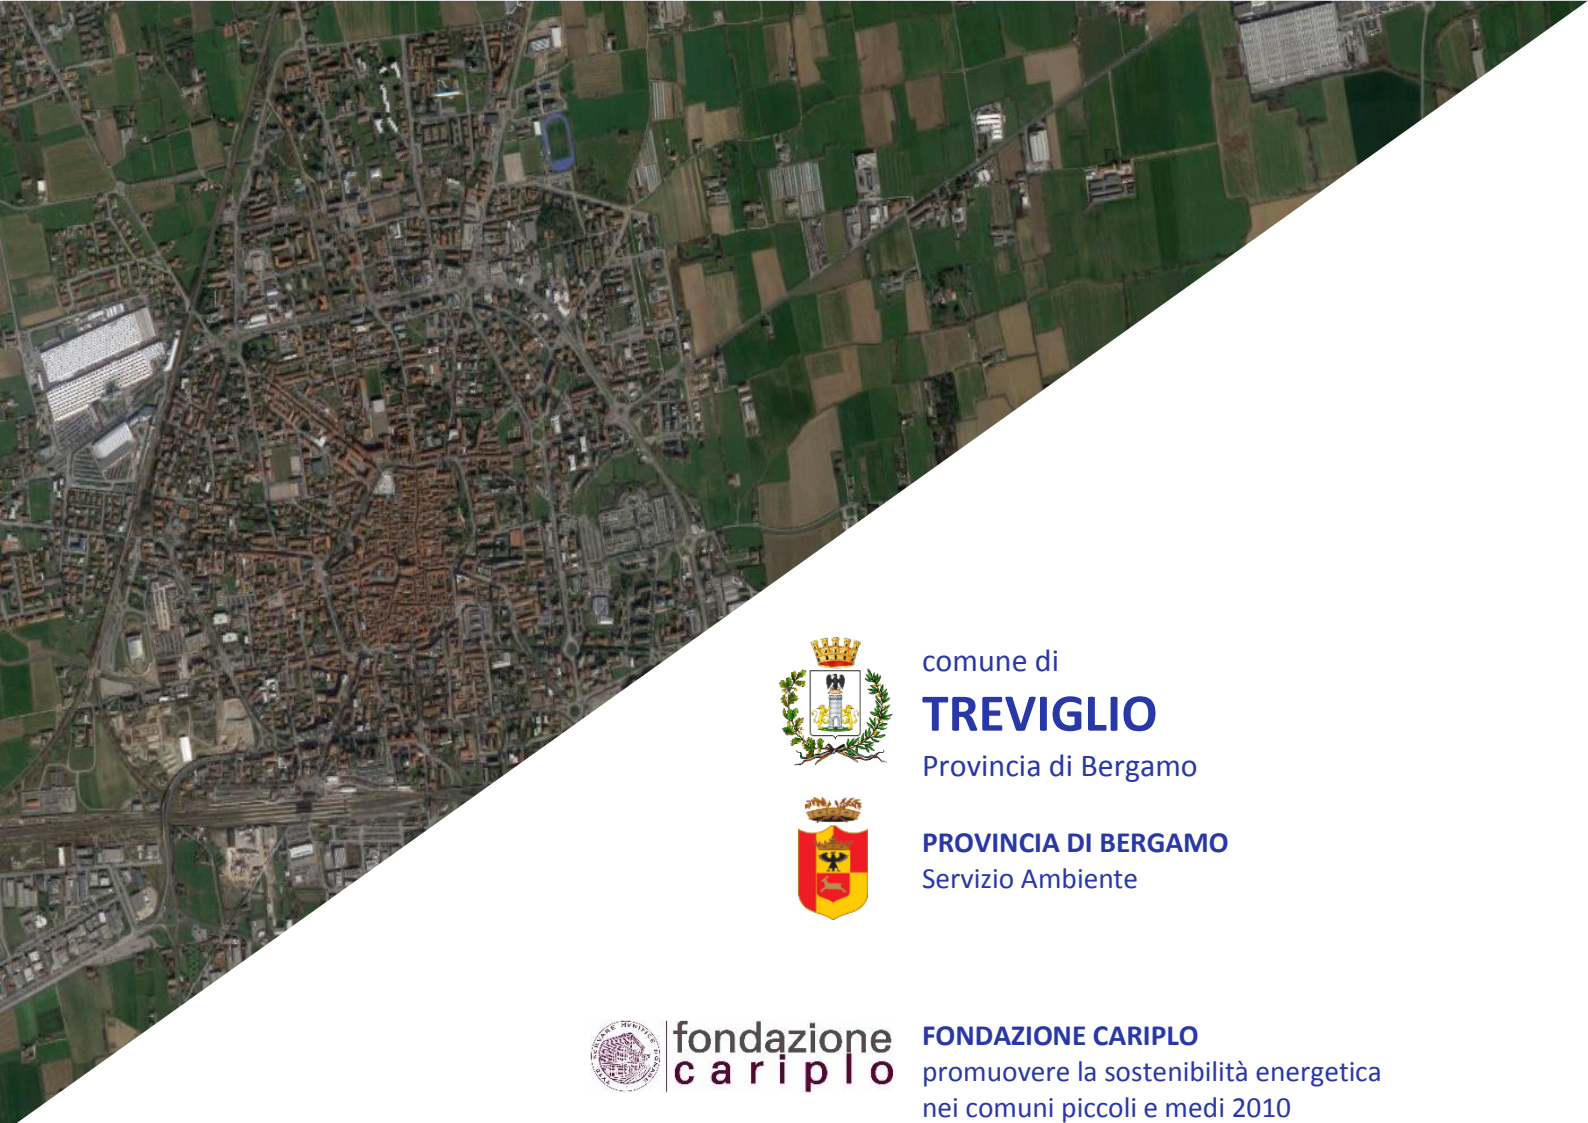 comune di
TREVIGLIO
Provincia di Bergamo
PROVINCIA DI BERGAMO
Servizio Ambiente
fondazione
cariplo
FONDAZIONE CARIPLO
promuovere la sostenibilità energetica
nei comuni piccoli e medi 2010